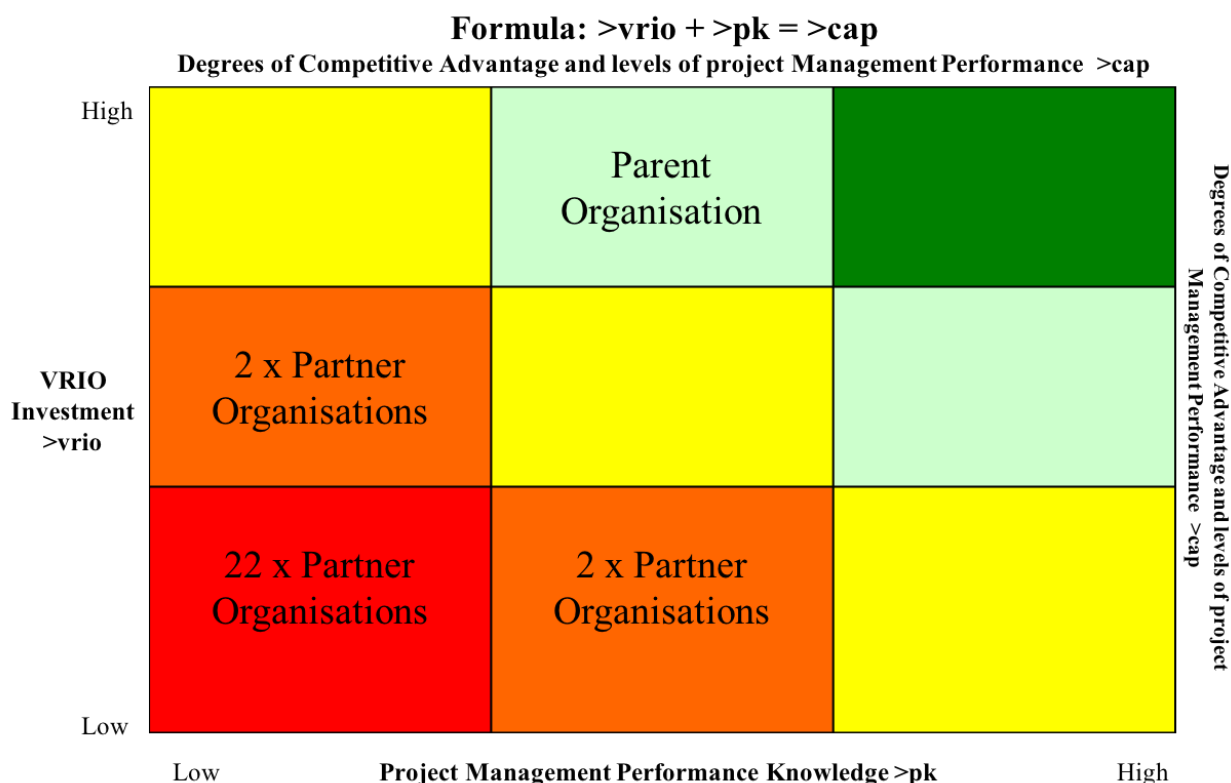 Formula: >vrio + >pk = >cap
Degrees of Competitive Advantage and levels of project Management Performance >cap
High
Parent
Organisation
Degrees of Competitive Advantage and levels of project
Management Performance >cap
VRIO
Investment
>vrio
2 x Partner
Organisations
22 x Partner
Organisations
2 x Partner
Organisations
Low
Low
Project Management Performance Knowledge >pk
High